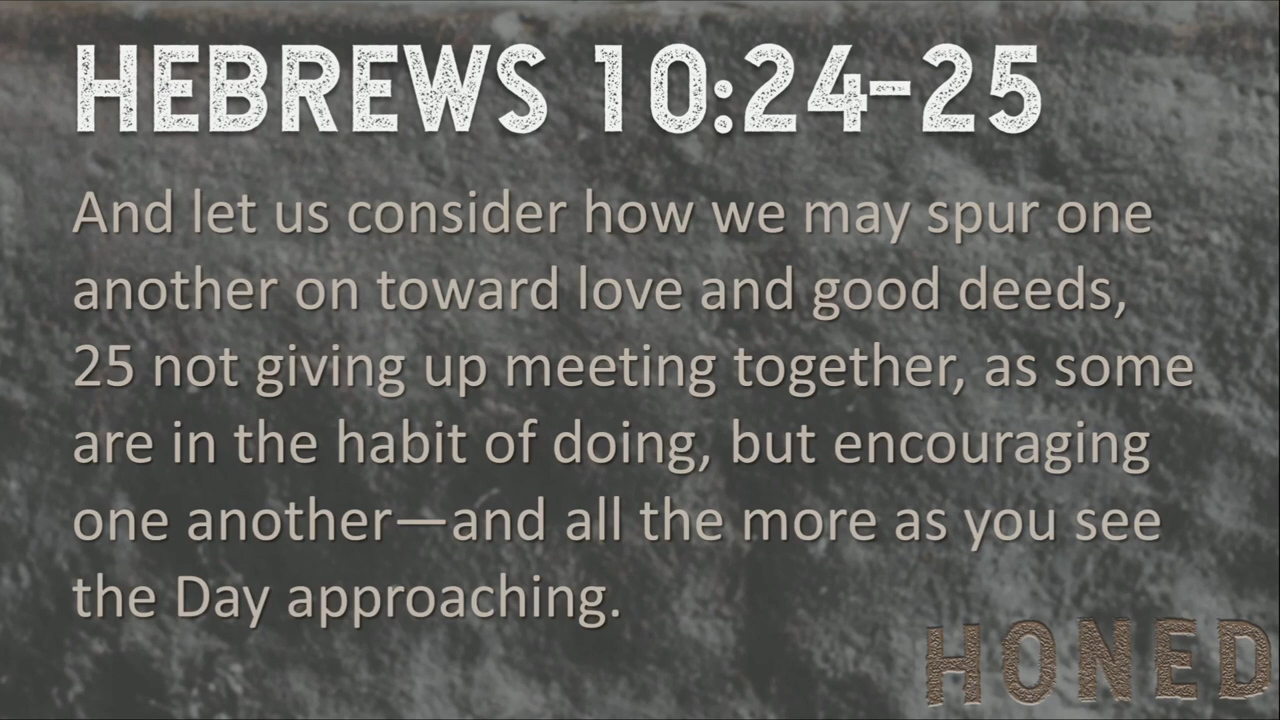 HEBREWS 10:24-25
And let us consider how we may spur one
another on toward love and good deeds,
25 not giving up meeting together, as some
are in the habit of doing, but encouraging
one another—and all the more as you see
the Day approaching.
HONED